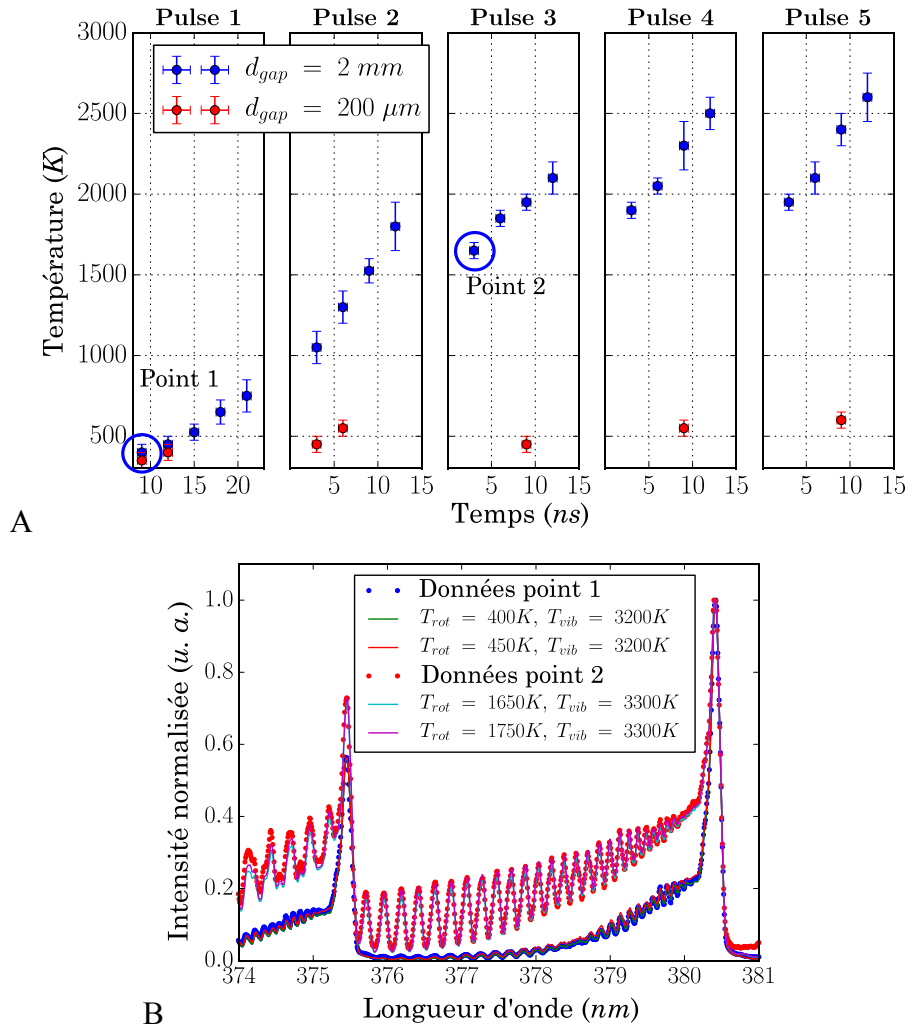 Pulse 1 Pulse 2 Pulse 3 Pulse 4 Pulse 5
d_gap = 2 mm
d_gap = 200 μm
Température (K)
3000
2500
2000
1500
1000
500
Point 1
Point 2
10 15 20 5 10 15 5 10 15 5 10 15 5 10 15
Temps (ns)
A
Données point 1
T_rot = 400K, T_vib = 3200K
T_rot = 450K, T_vib = 3200K
Données point 2
T_rot = 1650K, T_vib = 3300K
T_rot = 1750K, T_vib = 3300K
Intensité normalisée (u. a.)
1.0
0.8
0.6
0.4
0.2
0.0
374 375 376 377 378 379 380 381
Longueur d'onde (nm)
B